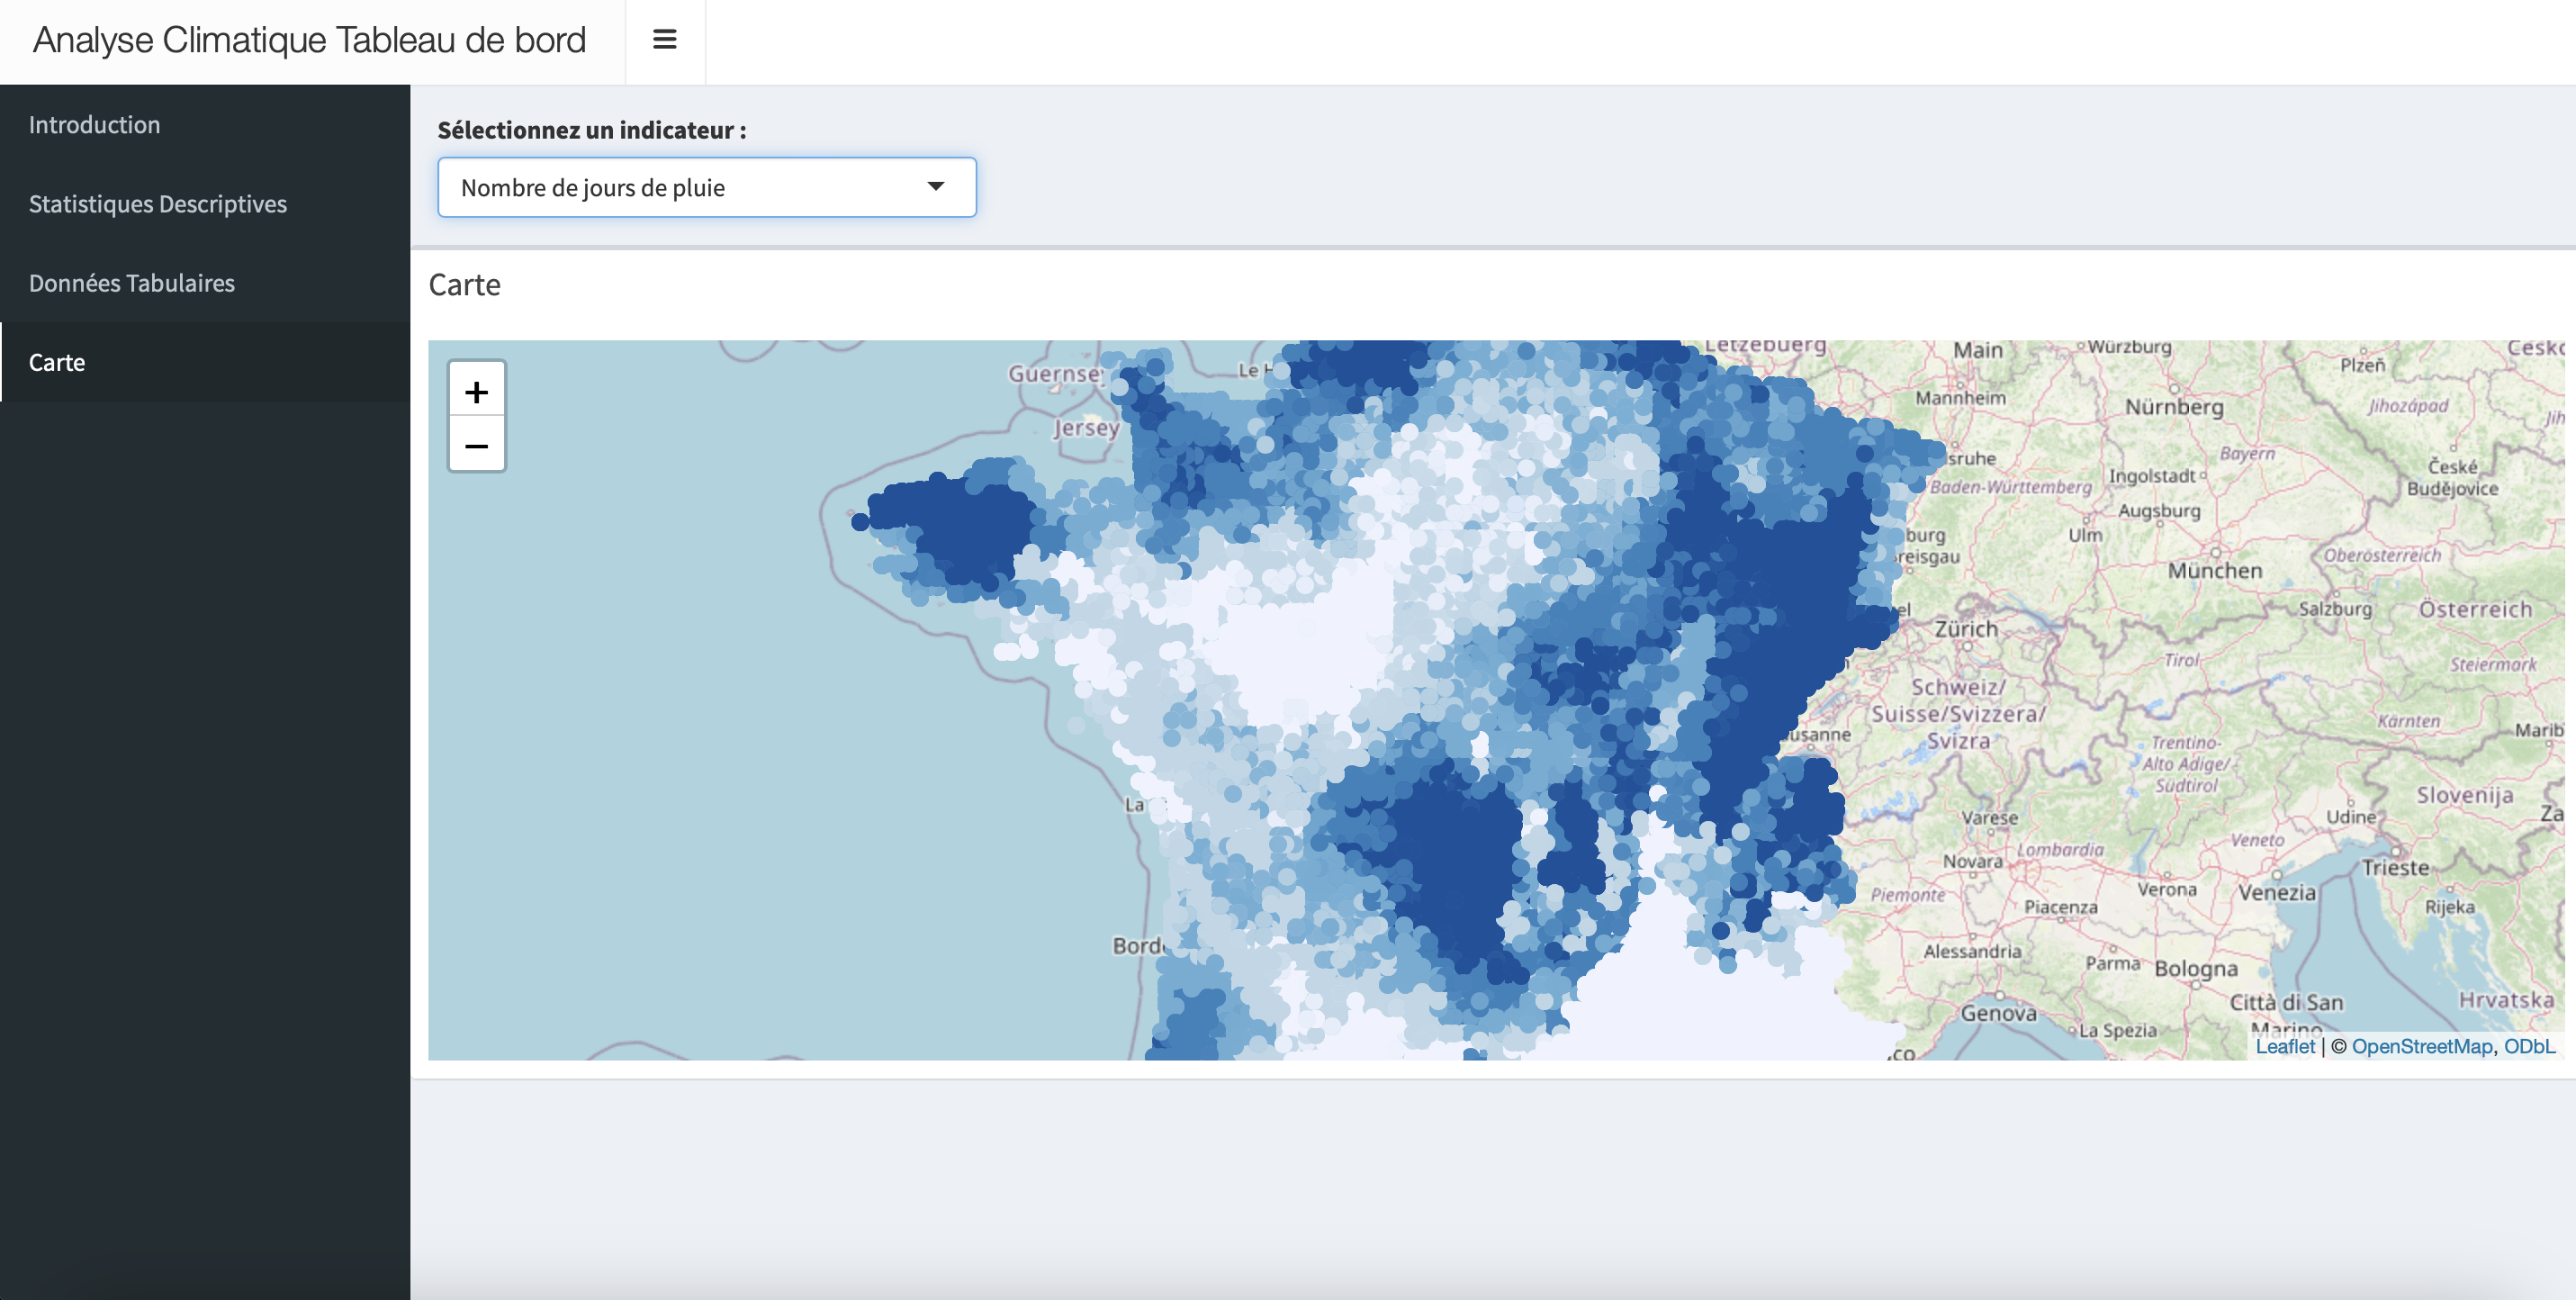 Analyse Climatique Tableau de bord
Introduction
Statistiques Descriptives
Données Tabulaires
Carte
Sélectionnez un indicateur :
Nombre de jours de pluie
Carte
+
−
Letzebuerg
Main
Würzburg
Plzeň
Guernse
Le H
Mannheim
Nürnberg
Jihozápad
Jersey
sruhe
Bayern
Ingolstadt
České
Budějovice
Baden-Württemberg
Augsburg
burg
reisgau
Ulm
Oberösterreich
München
Salzburg
Österreich
el
Zürich
Tirol
Steiermark
Schweiz/
Suisse/Svizzera/
Svizra
Kärnten
usanne
Marib
Trentino-
Alto Adige/
Südtirol
Slovenija
La
Varese
Udine
Za
Novara
Lombardia
Veneto
Trieste
Piemonte
Verona
Venezia
Piacenza
Rijeka
Bord
Alessandria
Parma
Bologna
Genova
Città di San
Marino
Hrvatska
La Spezia
co
Leaflet | © OpenStreetMap, ODbL